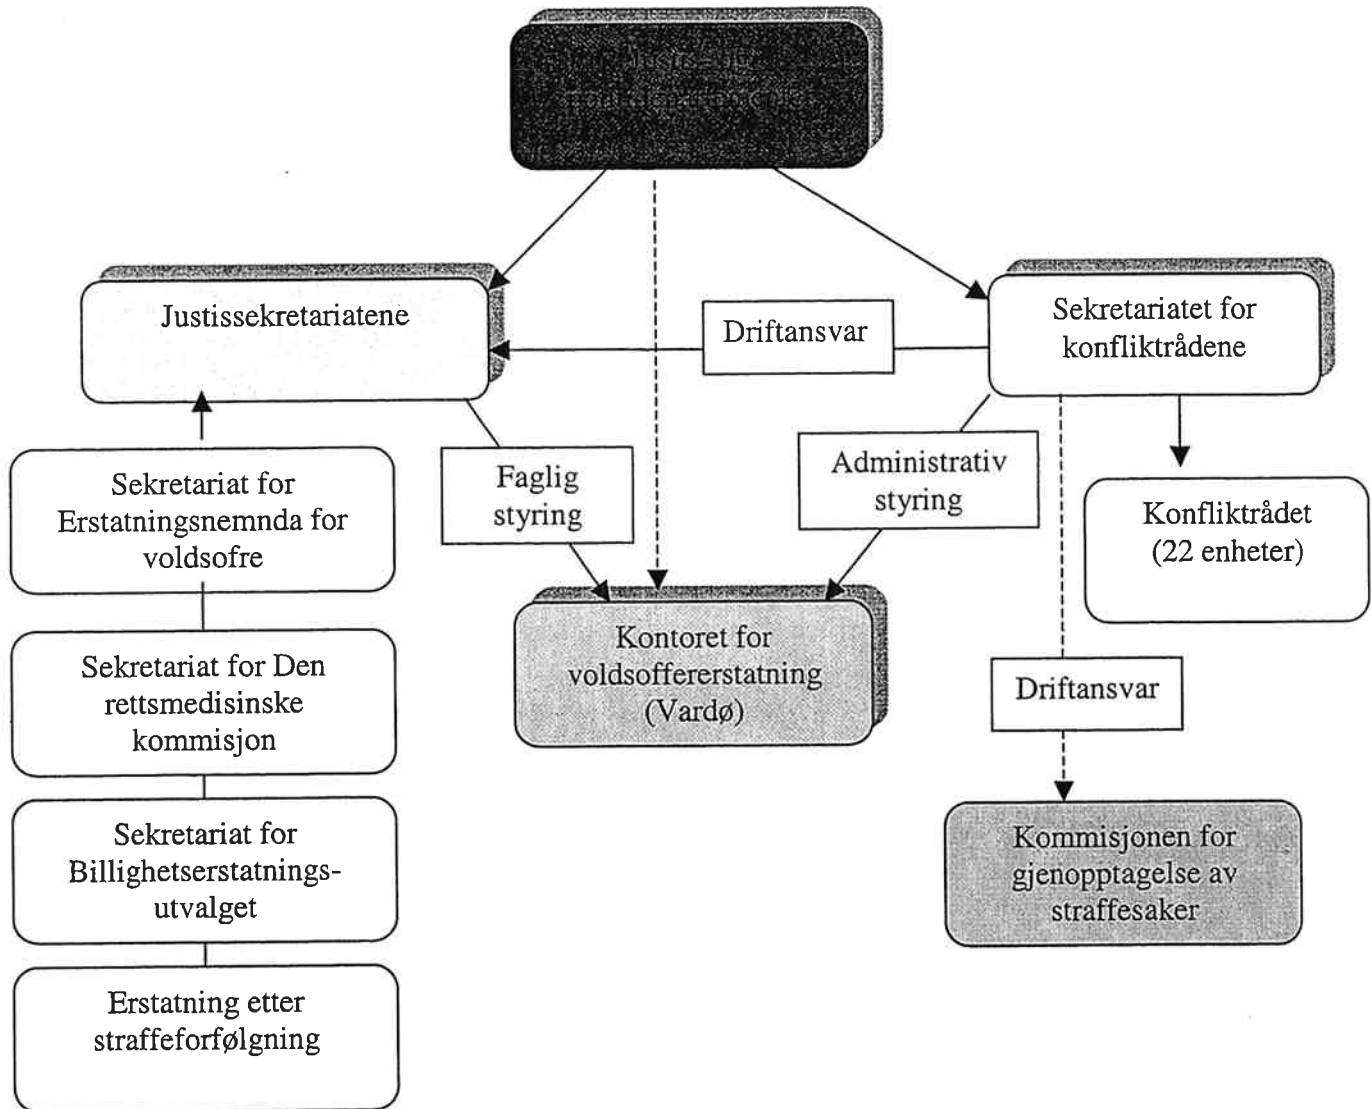 Justissekretariatene
Driftansvar
Sekretariatet for
konfliktrådene
Sekretariat for
Erstatningsnemnda for
voldsofre
Faglig
styring
Administrativ
styring
Konfliktrådet
(22 enheter)
Sekretariat for Den
rettsmedisinske
kommisjon
Kontoret for
voldsoffererstatning
(Vardø)
Driftansvar
Sekretariat for
Billighetserstatnings-
utvalget
Kommisjonen for
gjenopptagelse av
straffesaker
Erstatning etter
straffeforfølgning